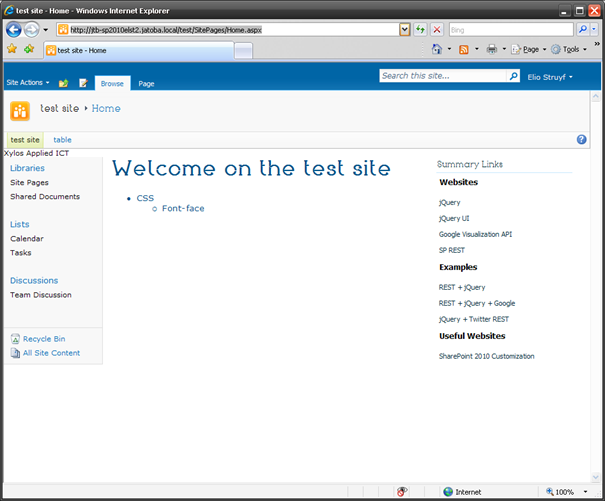 test site - Home - Windows Internet Explorer
http://jtb-sp2010elst2.jatoba.local/test/SitePages/Home.aspx
Bing
test site - Home
Page
Tools
Site Actions
Browse
Page
Search this site...
Elio Struyf
test site
Home
test site
table
Xylos Applied ICT
Libraries
Site Pages
Shared Documents
Lists
Calendar
Tasks
Discussions
Team Discussion
Recycle Bin
All Site Content
Welcome on the test site
CSS
Font-face
Summary Links
Websites
jQuery
jQuery UI
Google Visualization API
SP REST
Examples
REST + jQuery
REST + jQuery + Google
jQuery + Twitter REST
Useful Websites
SharePoint 2010 Customization
Internet
100%